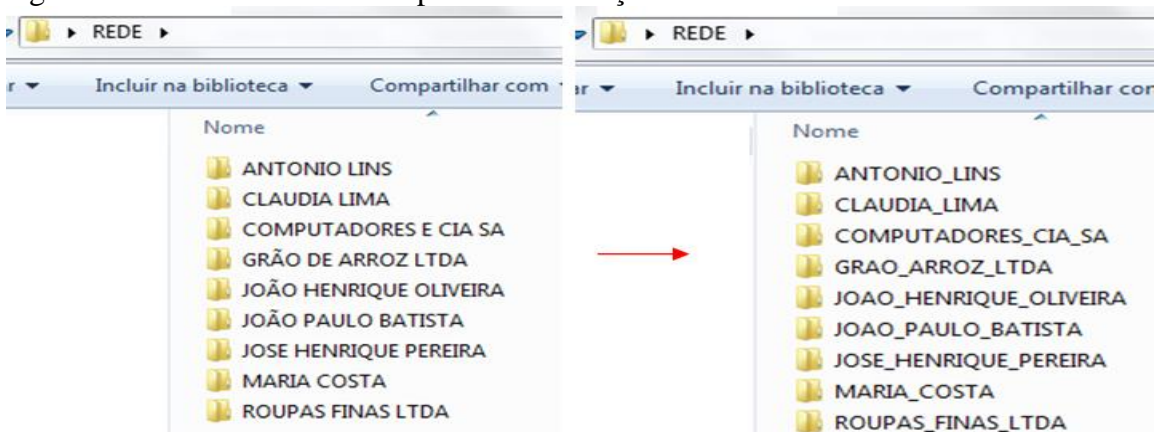 REDE
Incluir na biblioteca Compartilhar com
Nome
ANTONIO LINS
CLAUDIA LIMA
COMPUTADORES E CIA SA
GRÃO DE ARROZ LTDA
JOÃO HENRIQUE OLIVEIRA
JOÃO PAULO BATISTA
JOSE HENRIQUE PEREIRA
MARIA COSTA
ROUPAS FINAS LTDA
REDE
Incluir na biblioteca Compartilhar cor
Nome
ANTONIO_LINS
CLAUDIA_LIMA
COMPUTADORES_CIA_SA
GRAO_ARROZ_LTDA
JOAO_HENRIQUE_OLIVEIRA
JOAO_PAULO_BATISTA
JOSE_HENRIQUE_PEREIRA
MARIA_COSTA
ROUPAS_FINAS_LTDA